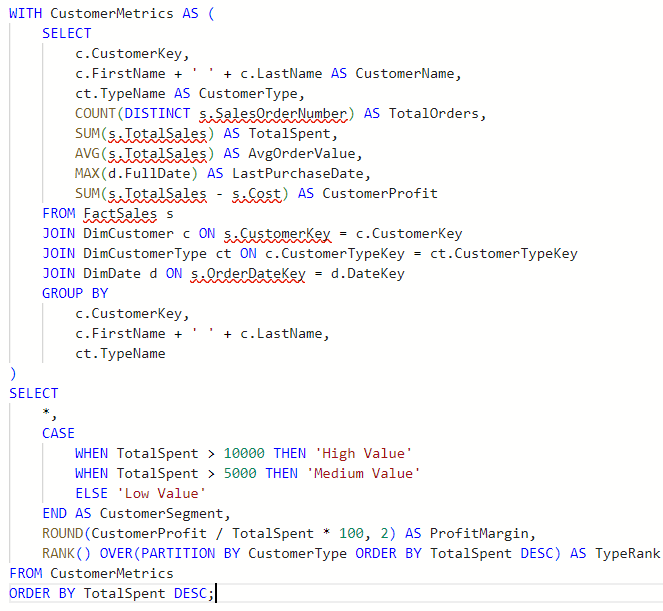 WITH CustomerMetrics AS (
    SELECT
        c.CustomerKey,
        c.FirstName + ' ' + c.LastName AS CustomerName,
        ct.TypeName AS CustomerType,
        COUNT(DISTINCT s.SalesOrderNumber) AS TotalOrders,
        SUM(s.TotalSales) AS TotalSpent,
        AVG(s.TotalSales) AS AvgOrderValue,
        MAX(d.FullDate) AS LastPurchaseDate,
        SUM(s.TotalSales - s.Cost) AS CustomerProfit
    FROM FactSales s
    JOIN DimCustomer c ON s.CustomerKey = c.CustomerKey
    JOIN DimCustomerType ct ON c.CustomerTypeKey = ct.CustomerTypeKey
    JOIN DimDate d ON s.OrderDateKey = d.DateKey
    GROUP BY
        c.CustomerKey,
        c.FirstName + ' ' + c.LastName,
        ct.TypeName
)
SELECT
    *,
    CASE
        WHEN TotalSpent > 10000 THEN 'High Value'
        WHEN TotalSpent > 5000 THEN 'Medium Value'
        ELSE 'Low Value'
    END AS CustomerSegment,
    ROUND(CustomerProfit / TotalSpent * 100, 2) AS ProfitMargin,
    RANK() OVER(PARTITION BY CustomerType ORDER BY TotalSpent DESC) AS TypeRank
FROM CustomerMetrics
ORDER BY TotalSpent DESC;